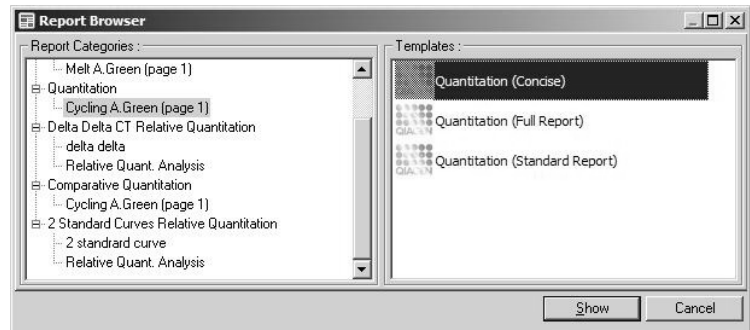 Report Browser
Report Categories :
Melt A.Green (page 1)
Quantitation
Cycling A.Green (page 1)
Delta Delta CT Relative Quantitation
delta delta
Relative Quant. Analysis
Comparative Quantitation
Cycling A.Green (page 1)
2 Standard Curves Relative Quantitation
2 standrard curve
Relative Quant. Analysis
Templates :
Quantitation (Concise)
QIAGEN
Quantitation (Full Report)
QIAGEN
Quantitation (Standard Report)
Show
Cancel